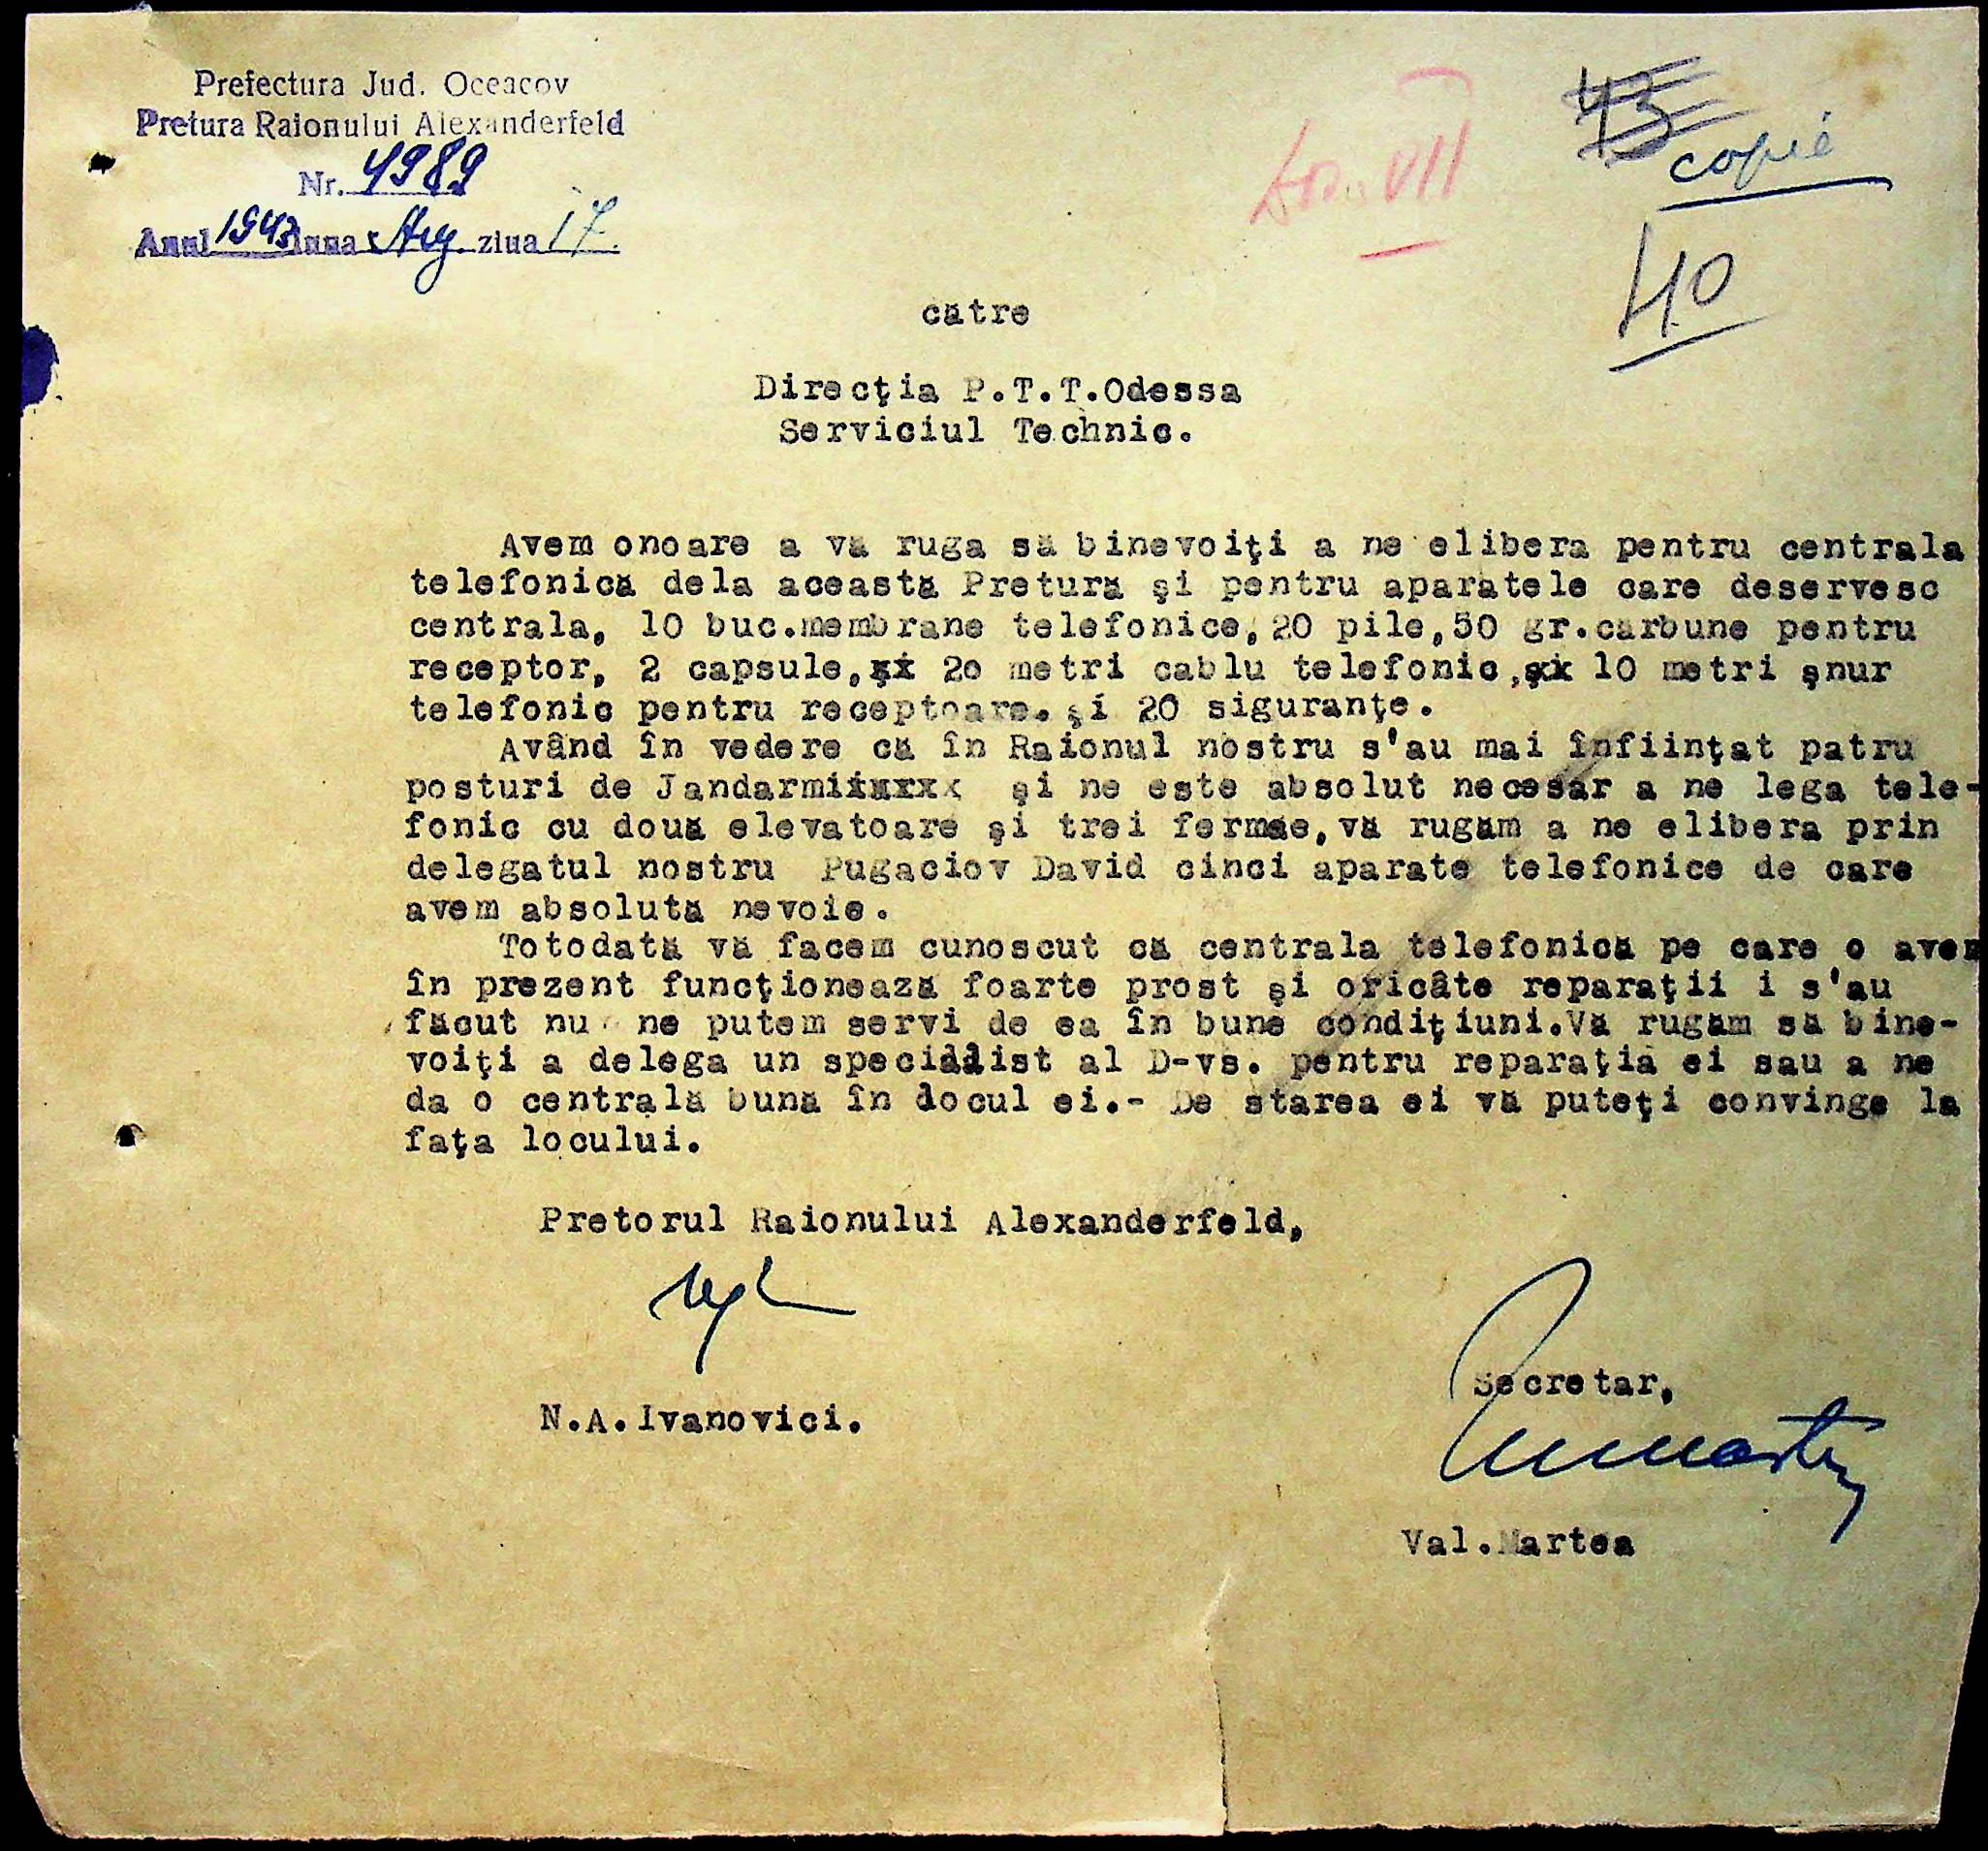 Prefectura Jud. Oceacov
Pretura Raionului Alexanderfeld
Nr. 4989
Anul 1943 luna Aug. ziua 17.
43
copie
Dos. VII
40
către
Direcţia P.T.T.Odessa
Serviciul Technic.
Avem onoare a vă ruga să binevoiţi a ne elibera pentru centrala
telefonică dela această Pretură şi pentru aparatele care deservesc
centrala, 10 buc.membrane telefonice,20 pile,50 gr.carbune pentru
receptor, 2 capsule, 20 metri cablu telefonic, 10 metri şnur
telefonic pentru receptoare. şi 20 siguranţe.
Având în vedere că în Raionul nostru s'au mai înfiinţat patru
posturi de Jandarmi şi ne este absolut necesar a ne lega tele-
fonic cu două elevatoare şi trei ferme,vă rugăm a ne elibera prin
delegatul nostru Pugaciov David cinci aparate telefonice de care
avem absolută nevoie.
Totodată vă facem cunoscut că centrala telefonică pe care o avem
în prezent funcţionează foarte prost şi oricâte reparaţii i s'au
făcut nu ne putem servi de ea în bune condiţiuni.Vă rugăm să bine-
voiţi a delega un specialist al D-vs. pentru reparaţia ei sau a ne
da o centrală bună în locul ei.- De starea ei vă puteţi convinge la
faţa locului.
Pretorul Raionului Alexanderfeld,
N.A.Ivanovici.
Secretar,
Val.Martea